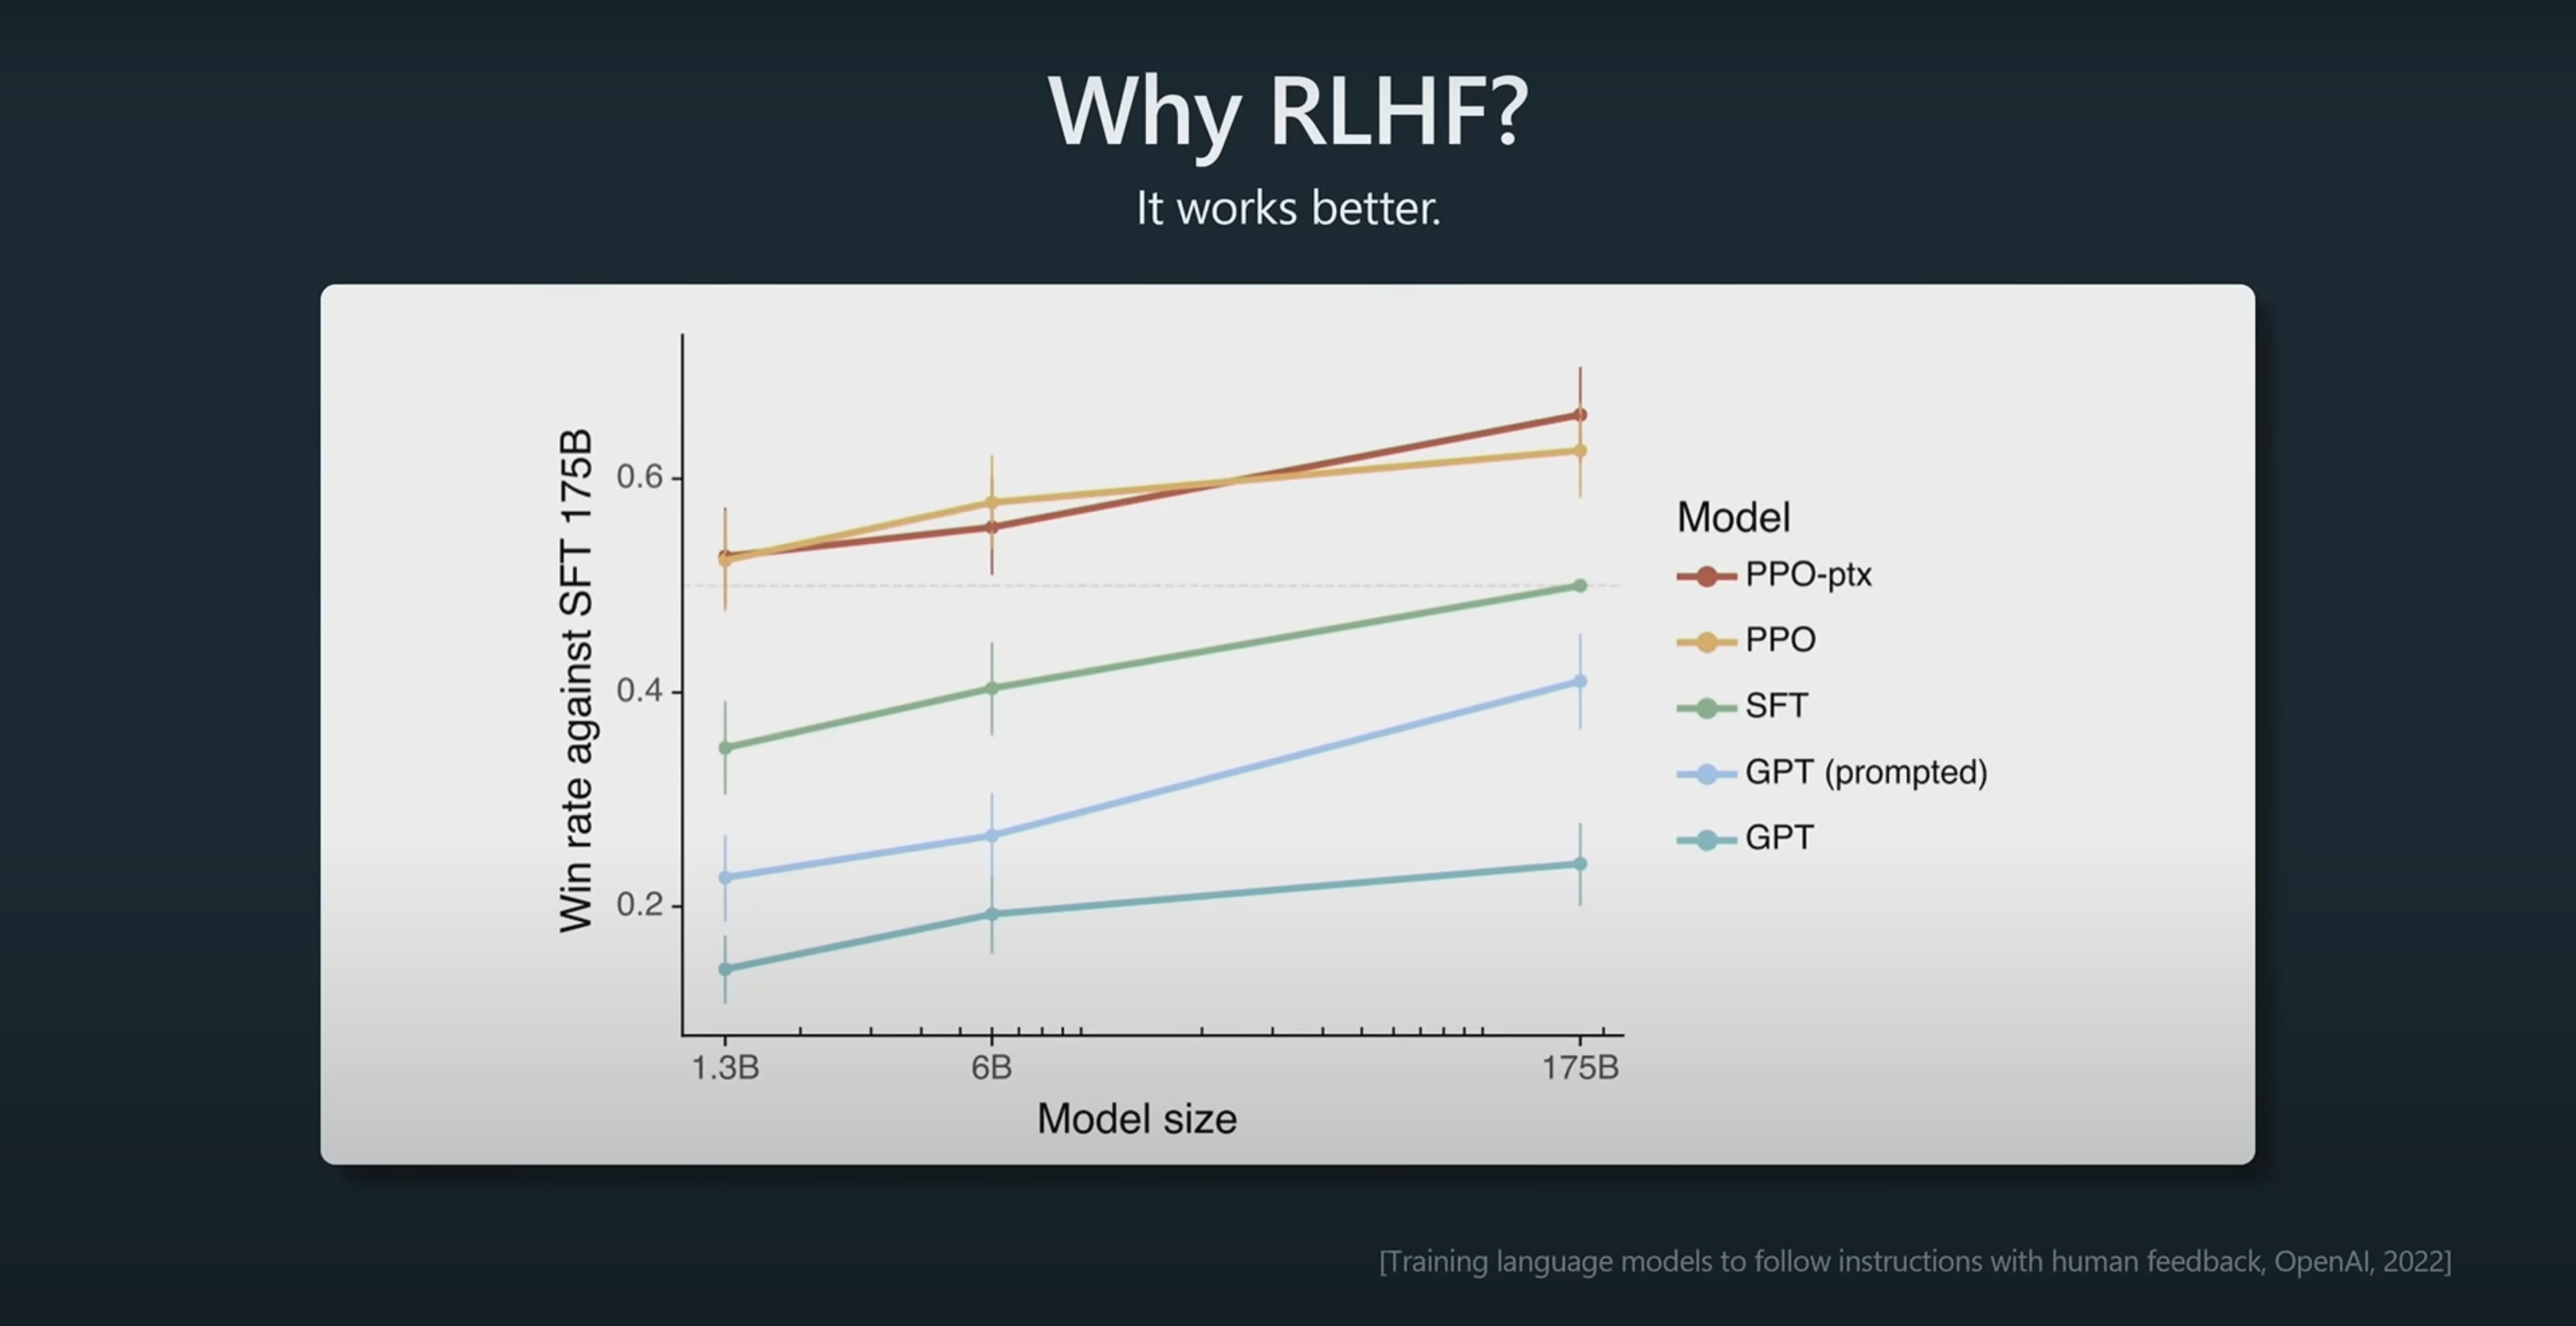 Why RLHF?
It works better.
Win rate against SFT 175B
0.6
0.4
0.2
1.3B
6B
175B
Model size
Model
PPO-ptx
PPO
SFT
GPT (prompted)
GPT
[Training language models to follow instructions with human feedback, OpenAI, 2022]